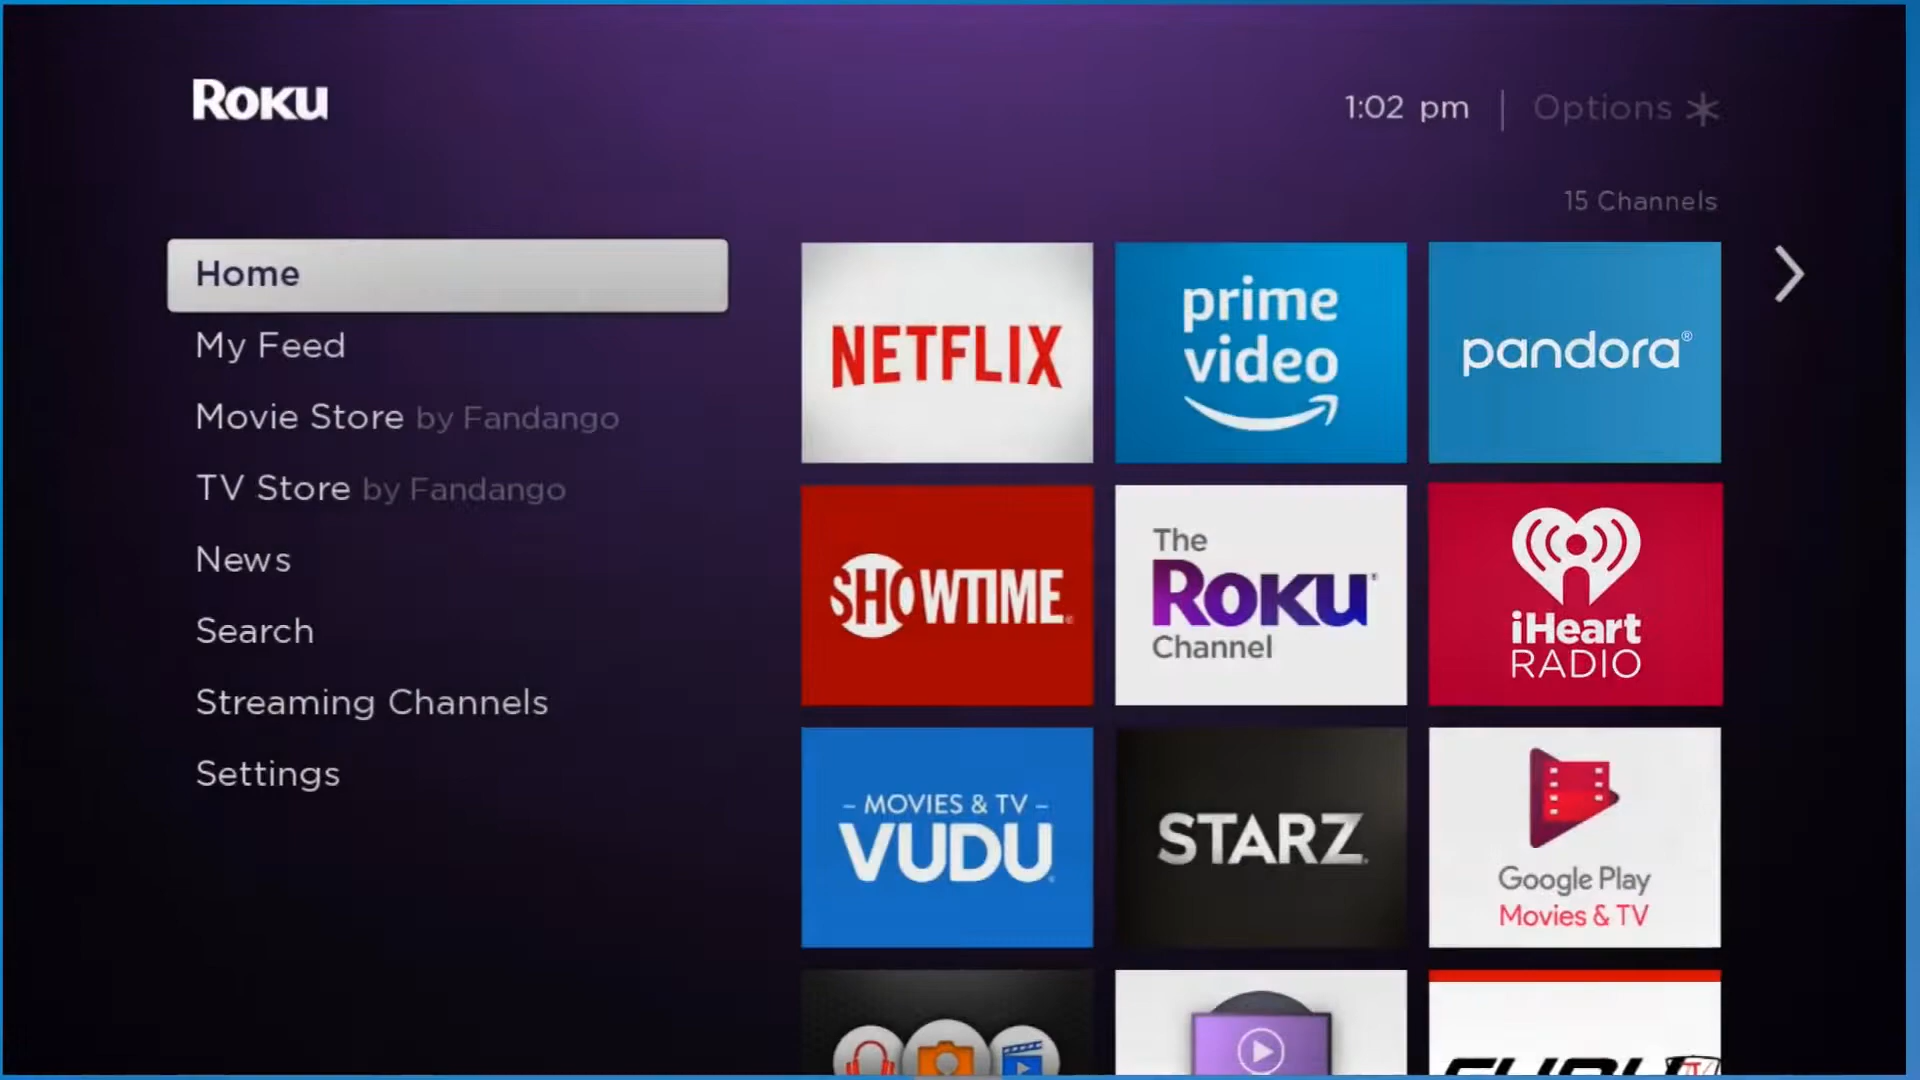 ROKU
1:02 pm
Options
15 Channels
Home
My Feed
Movie Store by Fandango
TV Store by Fandango
News
Search
Streaming Channels
Settings
NETFLIX
prime
video
pandora®
SHOWTIME®
The
ROKU®
Channel
iHeart
RADIO
– MOVIES & TV –
VUDU
STARZ
Google Play
Movies & TV